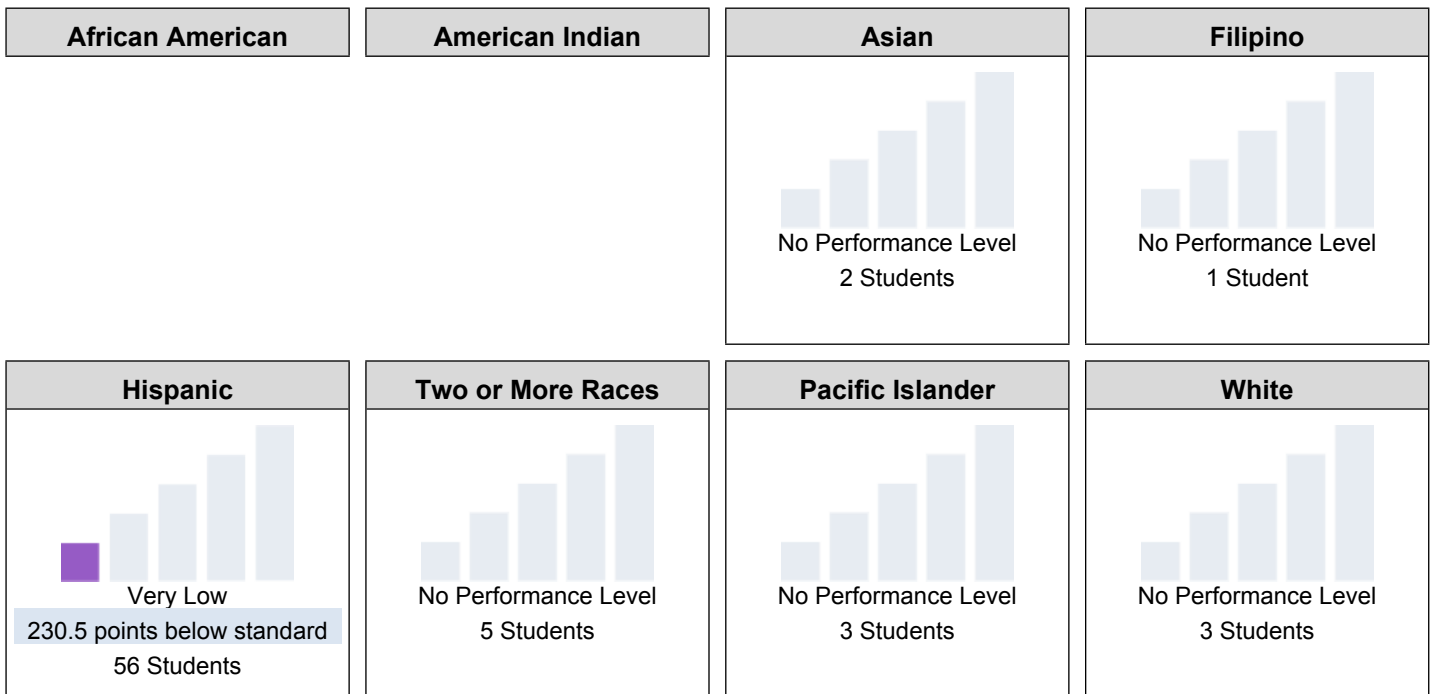 African American
American Indian
Asian
Filipino
No Performance Level
2 Students
No Performance Level
1 Student
Hispanic
Two or More Races
Pacific Islander
White
Very Low
230.5 points below standard
56 Students
No Performance Level
5 Students
No Performance Level
3 Students
No Performance Level
3 Students